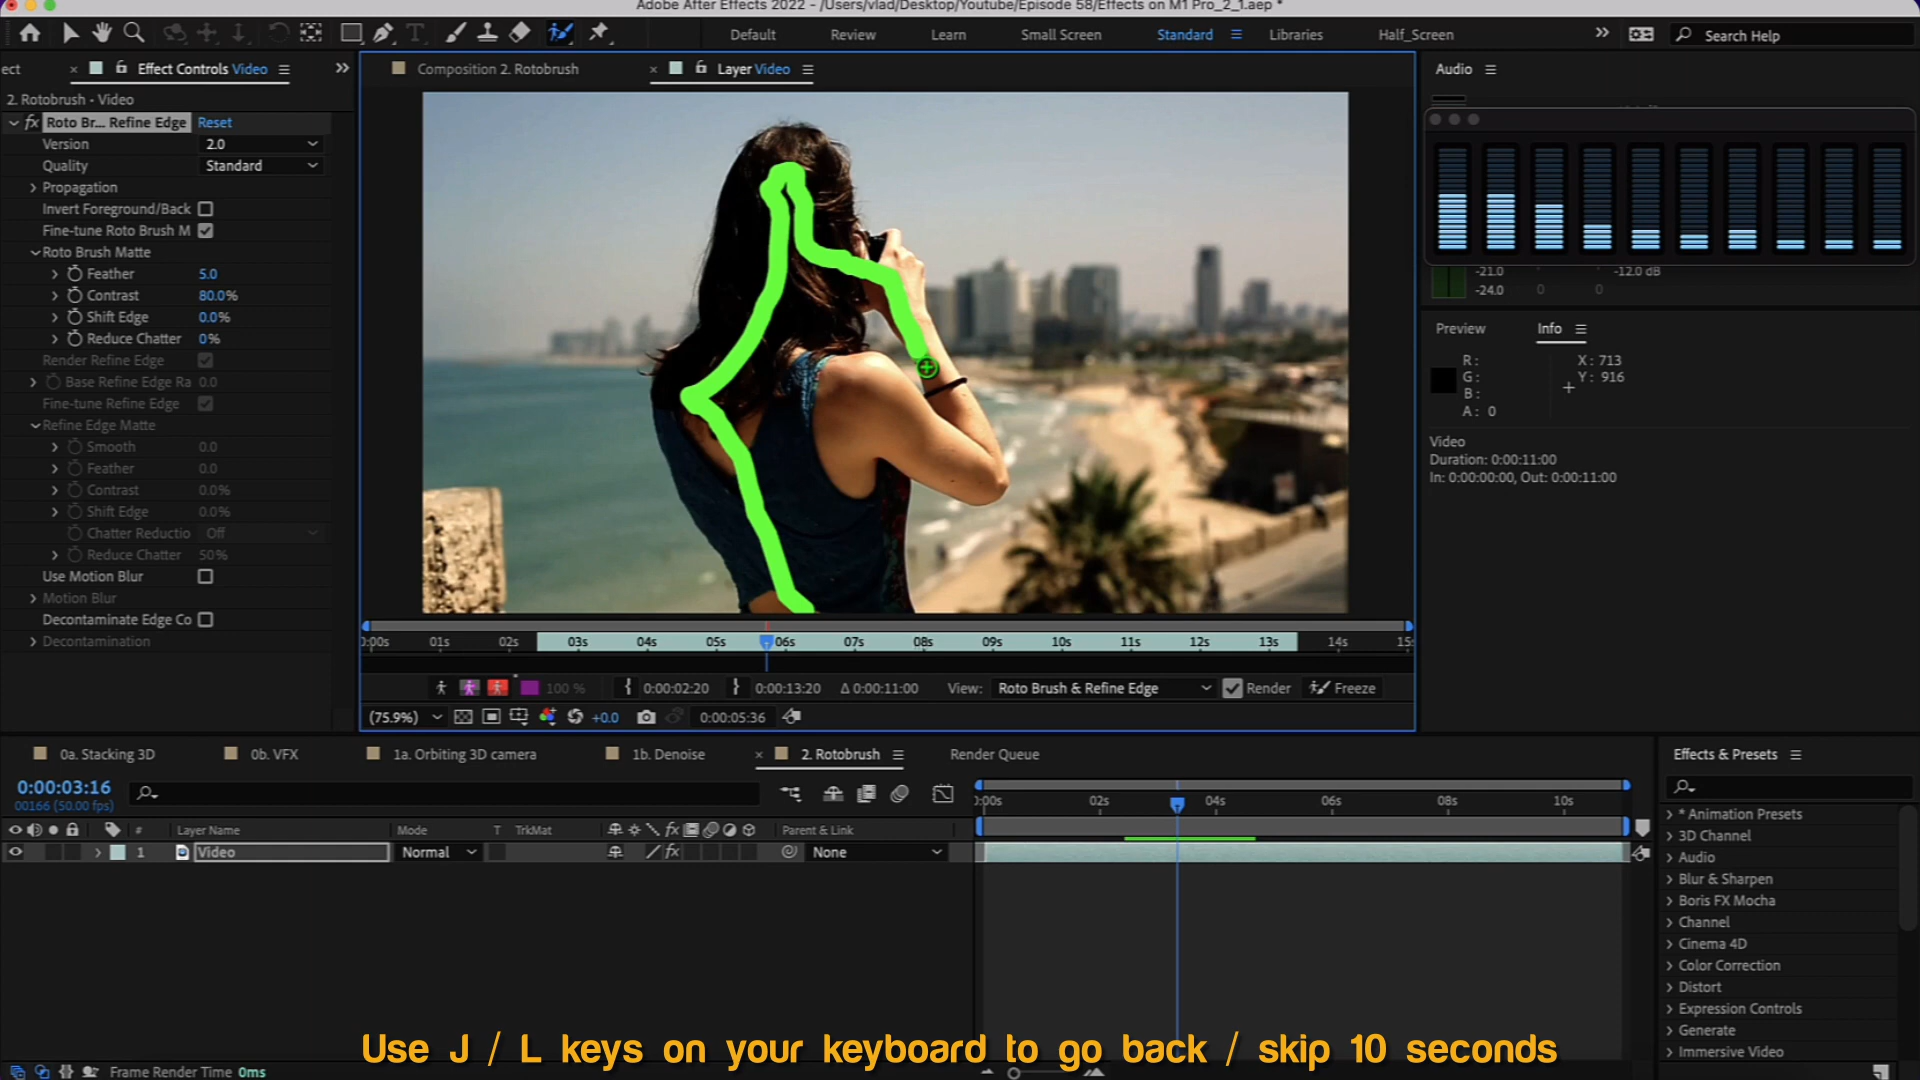 Adobe After Effects 2022 - /Users/vlad/Desktop/Youtube/Episode 58/Effects on M1 Pro_2_1.aep *
Default Review Learn Small Screen Standard Libraries Half_Screen Search Help
ect Effect Controls Video
Composition 2. Rotobrush
Layer Video
Audio
2. Rotobrush - Video
fx Roto Br... Refine Edge Reset
Version 2.0
Quality Standard
Propagation
Invert Foreground/Back
Fine-tune Roto Brush M
Roto Brush Matte
Feather 5.0
Contrast 80.0%
Shift Edge 0.0%
Reduce Chatter 0%
Render Refine Edge
Base Refine Edge Ra 0.0
Fine-tune Refine Edge
Refine Edge Matte
Smooth 0.0
Feather 0.0
Contrast 0.0%
Shift Edge 0.0%
Chatter Reductio Off
Reduce Chatter 50%
Use Motion Blur
Motion Blur
Decontaminate Edge Co
Decontamination
-21.0 -12.0 dB
-24.0 0 0
Preview Info
R: X: 713
G: Y: 916
B:
A: 0
Video
Duration: 0:00:11:00
In: 0:00:00:00, Out: 0:00:11:00
:00s 01s 02s 03s 04s 05s 06s 07s 08s 09s 10s 11s 12s 13s 14s 15s
100 % 0:00:02:20 0:00:13:20 Δ 0:00:11:00 View: Roto Brush & Refine Edge Render Freeze
(75.9%) +0.0 0:00:05:36
0a. Stacking 3D 0b. VFX 1a. Orbiting 3D camera 1b. Denoise 2. Rotobrush Render Queue
0:00:03:16
00166 (50.00 fps)
:00s 02s 04s 06s 08s 10s
# Layer Name Mode T TrkMat fx Parent & Link
1 Video Normal fx None
Effects & Presets
* Animation Presets
3D Channel
Audio
Blur & Sharpen
Boris FX Mocha
Channel
Cinema 4D
Color Correction
Distort
Expression Controls
Generate
Immersive Video
Use J / L keys on your keyboard to go back / skip 10 seconds
Frame Render Time 0ms